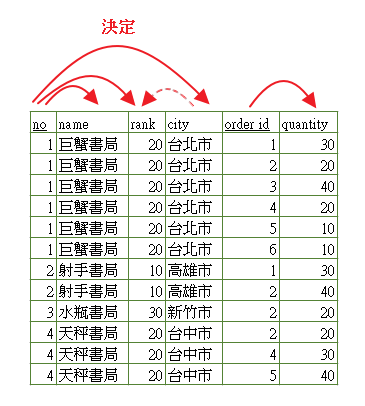 決定
no name rank city order id quantity
1 巨蟹書局 20 台北市 1 30
1 巨蟹書局 20 台北市 2 20
1 巨蟹書局 20 台北市 3 40
1 巨蟹書局 20 台北市 4 20
1 巨蟹書局 20 台北市 5 10
1 巨蟹書局 20 台北市 6 10
2 射手書局 10 高雄市 1 30
2 射手書局 10 高雄市 2 40
3 水瓶書局 30 新竹市 2 20
4 天秤書局 20 台中市 2 20
4 天秤書局 20 台中市 4 30
4 天秤書局 20 台中市 5 40